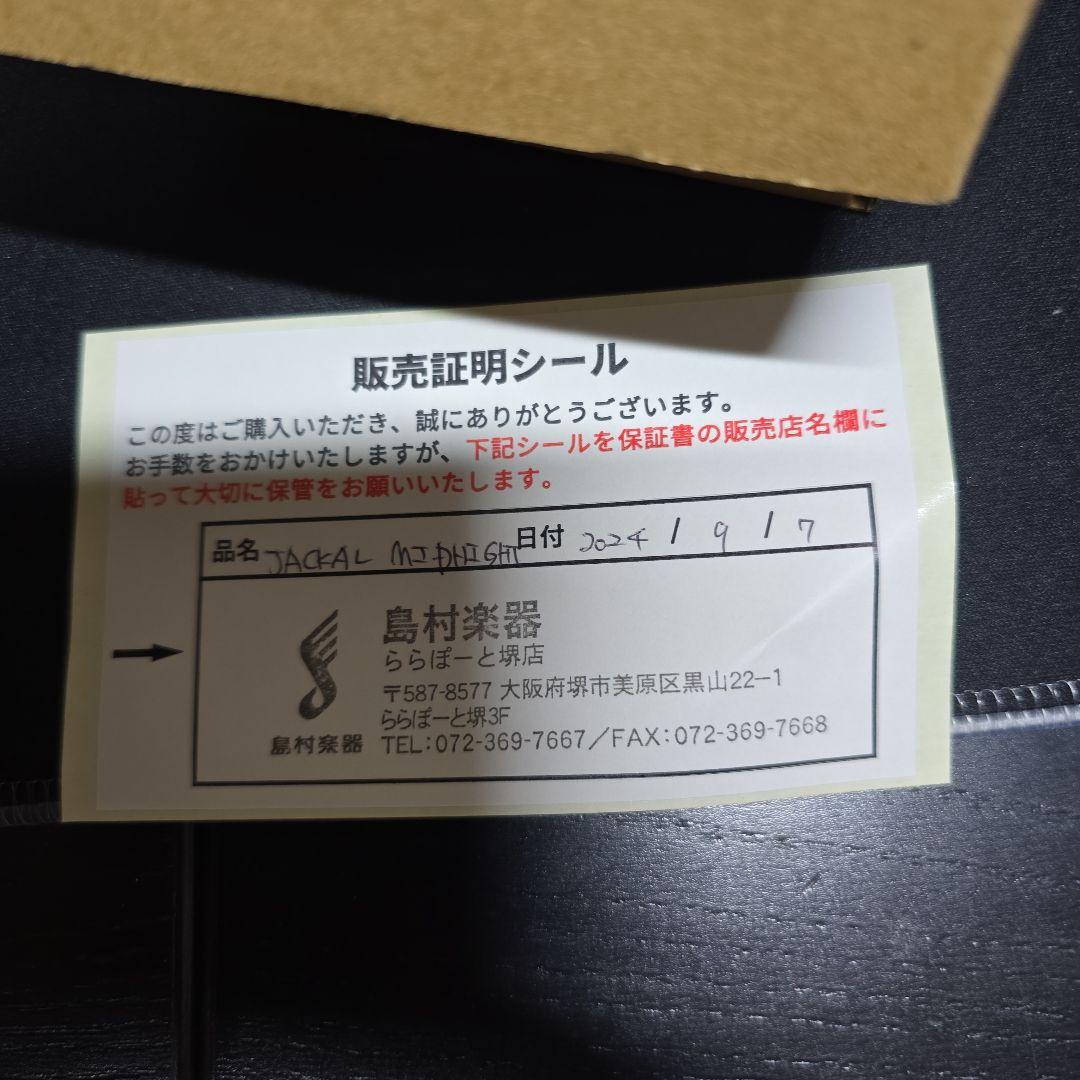 販売証明シール
この度はご購入いただき、誠にありがとうございます。
お手数をおかけいたしますが、下記シールを保証書の販売店名欄に
貼って大切に保管をお願いいたします。
品名 JACKAL MIDNIGHT 日付 2024 / 9 / 7
島村楽器
ららぽーと堺店
〒587-8577 大阪府堺市美原区黒山22-1
ららぽーと堺3F
島村楽器 TEL:072-369-7667/FAX:072-369-7668